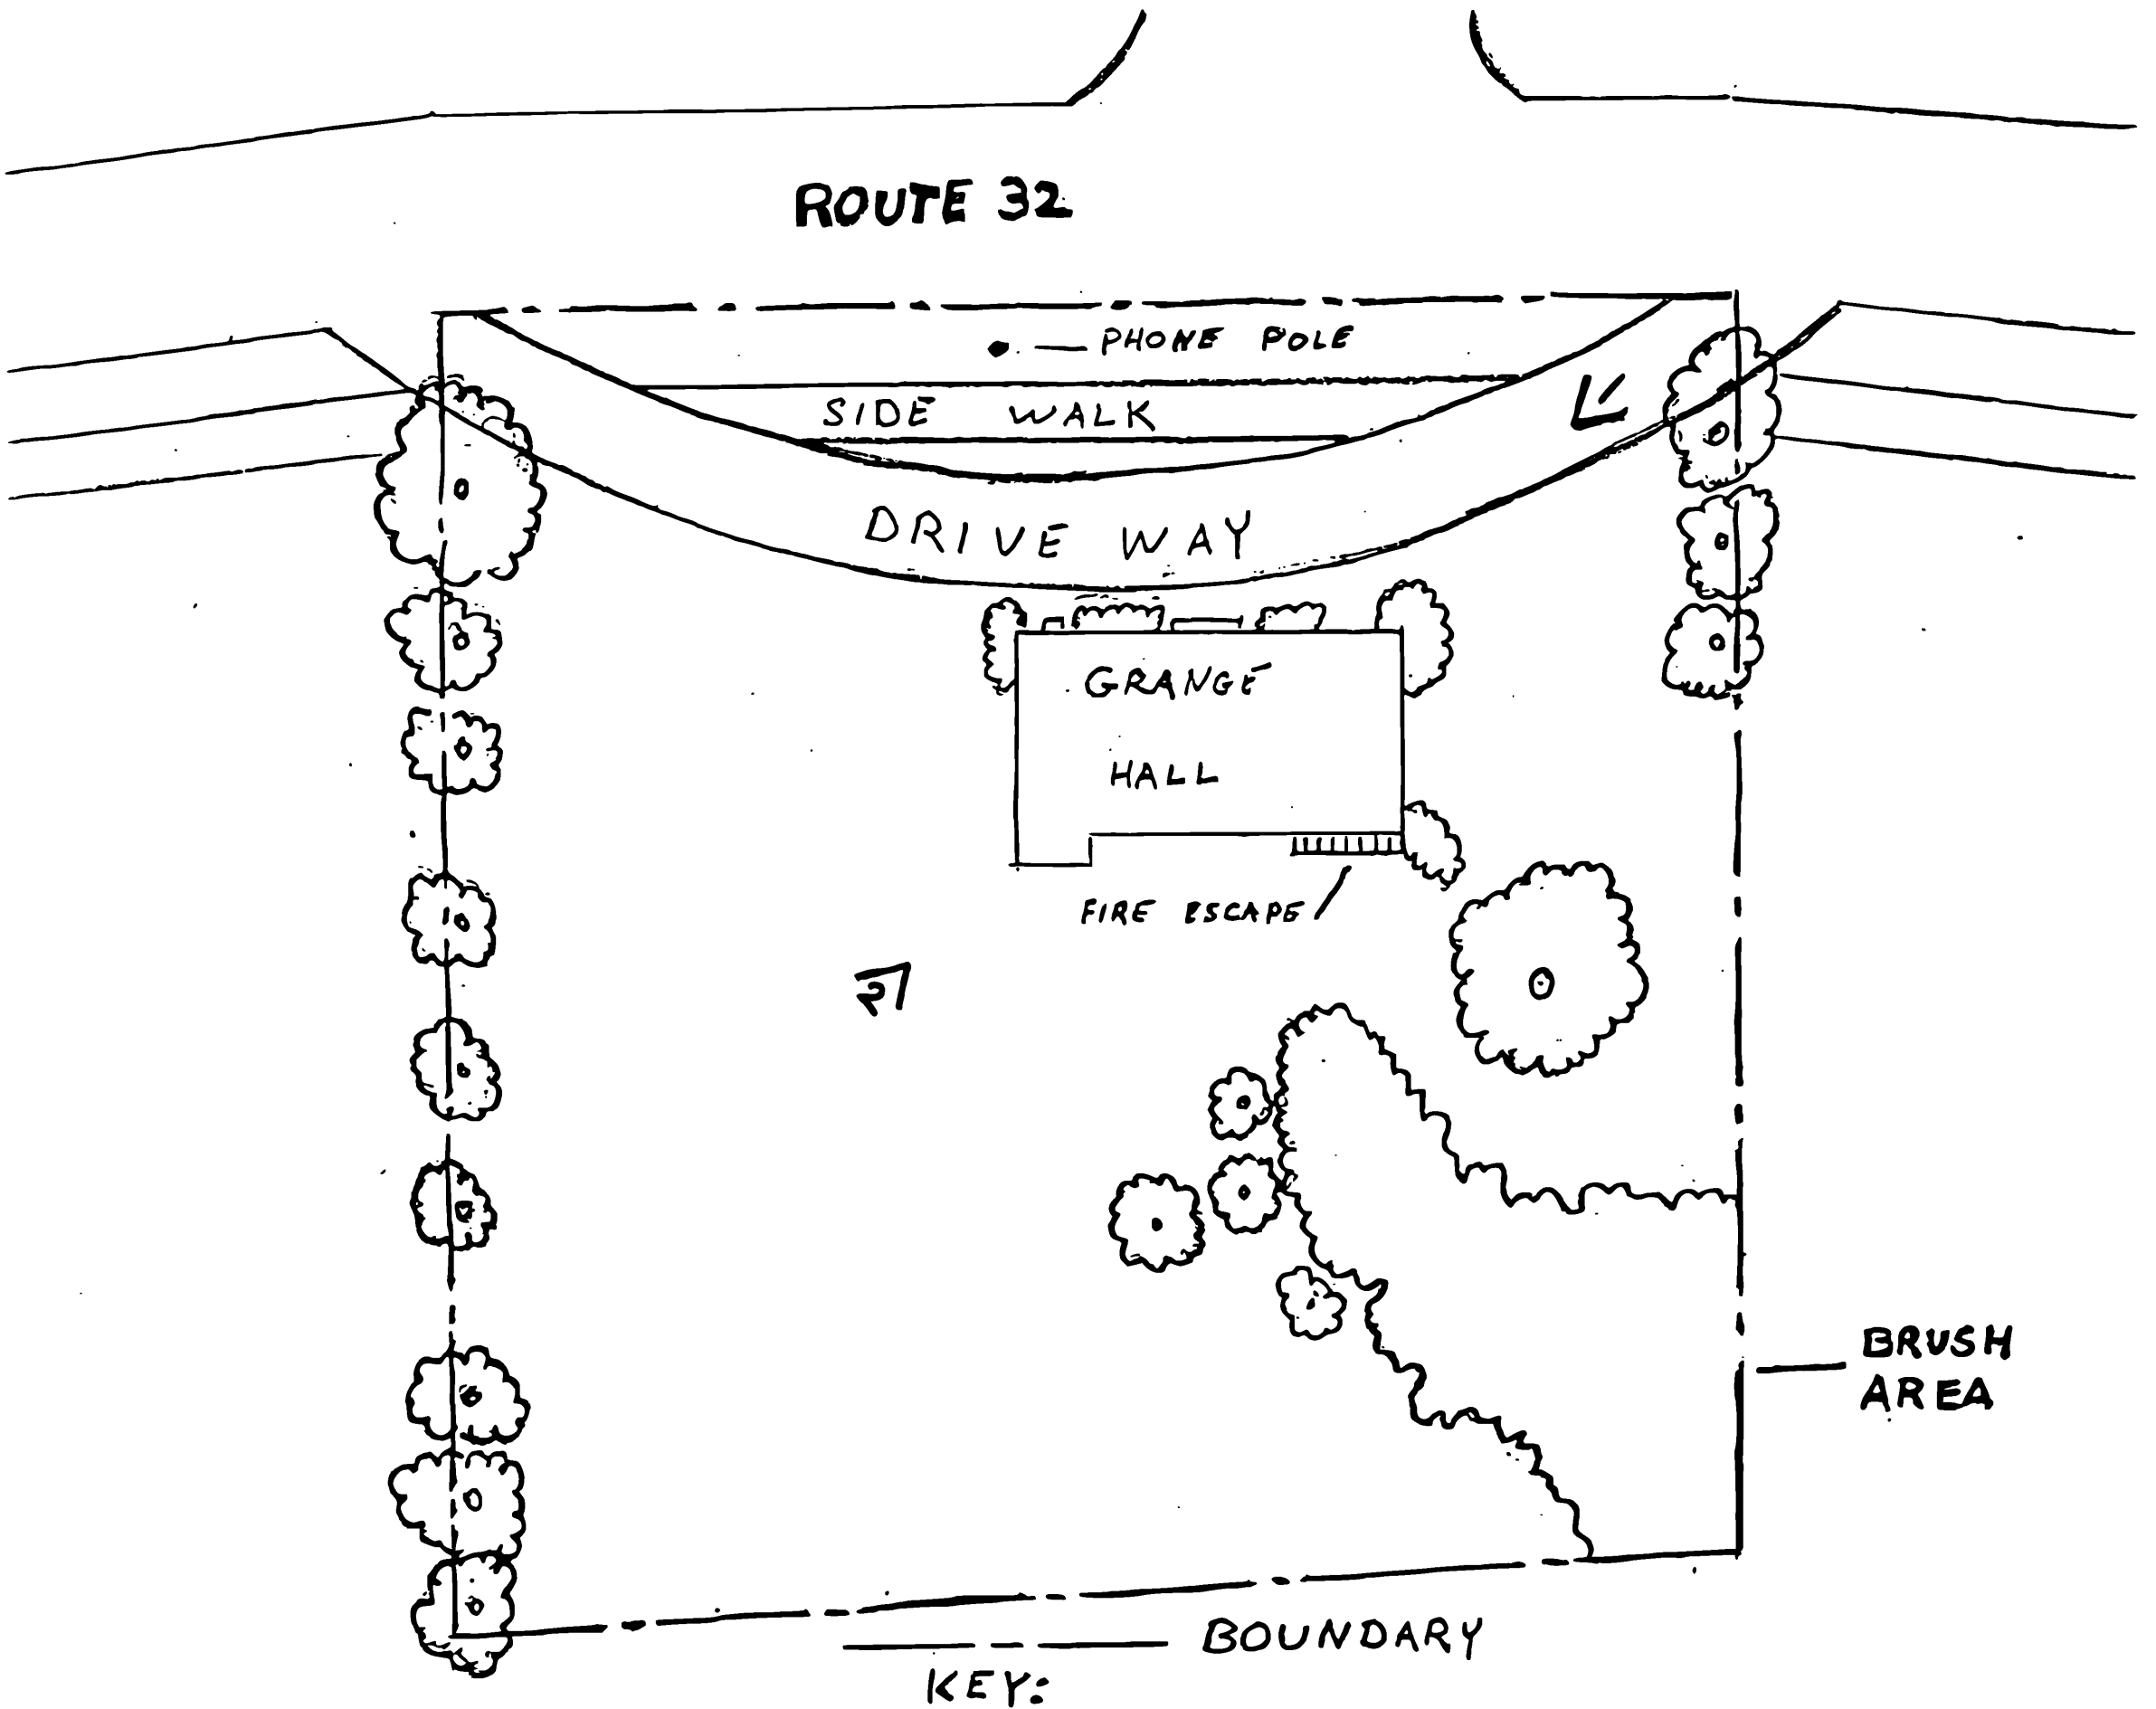 ROUTE 32
PHONE POLE
SIDE WALK
DRIVE WAY
GRANGE
HALL
FIRE ESCAPE
BRUSH
AREA
BOUNDARY
KEY: